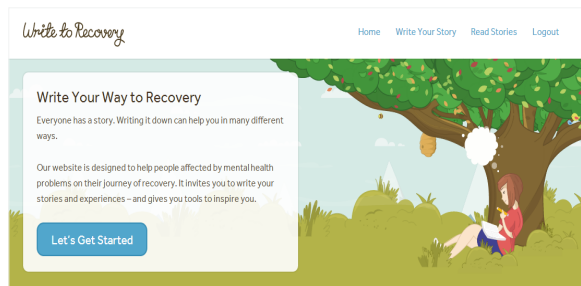 Write to Recovery
Home Write Your Story Read Stories Logout
Write Your Way to Recovery
Everyone has a story. Writing it down can help you in many different
ways.
Our website is designed to help people affected by mental health
problems on their journey of recovery. It invites you to write your
stories and experiences – and gives you tools to inspire you.
Let's Get Started